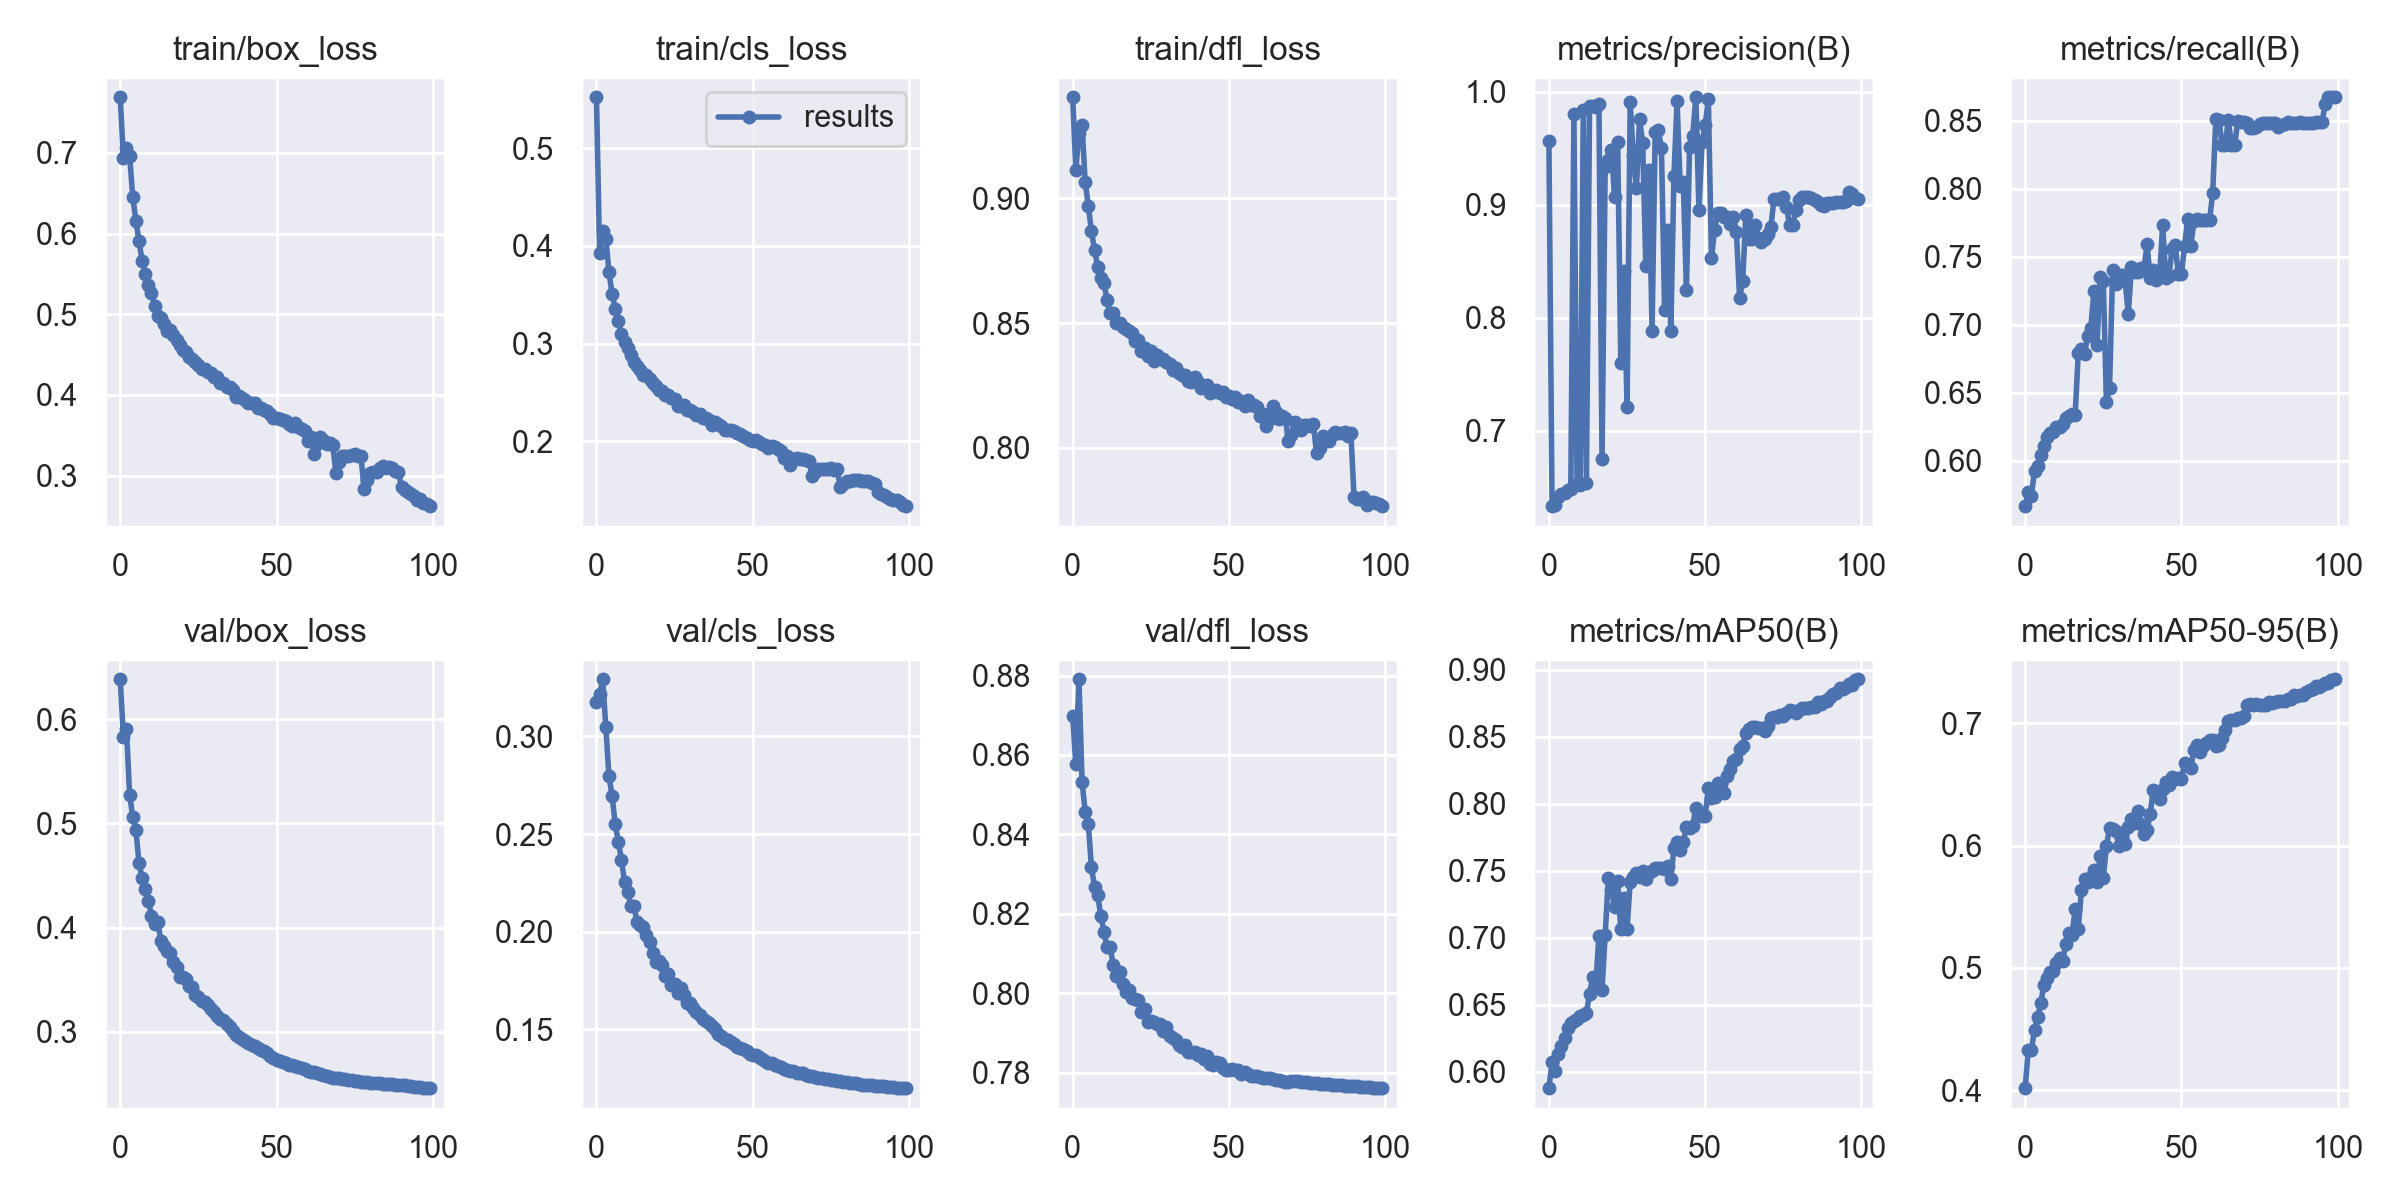 train/box_loss
train/cls_loss
train/dfl_loss
metrics/precision(B)
metrics/recall(B)
results
0.7
0.6
0.5
0.4
0.3
0 50 100
0.5
0.4
0.3
0.2
0 50 100
0.90
0.85
0.80
0 50 100
1.0
0.9
0.8
0.7
0 50 100
0.85
0.80
0.75
0.70
0.65
0.60
0 50 100
val/box_loss
val/cls_loss
val/dfl_loss
metrics/mAP50(B)
metrics/mAP50-95(B)
0.6
0.5
0.4
0.3
0 50 100
0.30
0.25
0.20
0.15
0 50 100
0.88
0.86
0.84
0.82
0.80
0.78
0 50 100
0.90
0.85
0.80
0.75
0.70
0.65
0.60
0 50 100
0.7
0.6
0.5
0.4
0 50 100